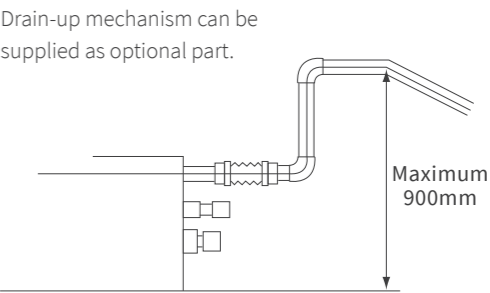 Drain-up mechanism can be
supplied as optional part.
Maximum
900mm